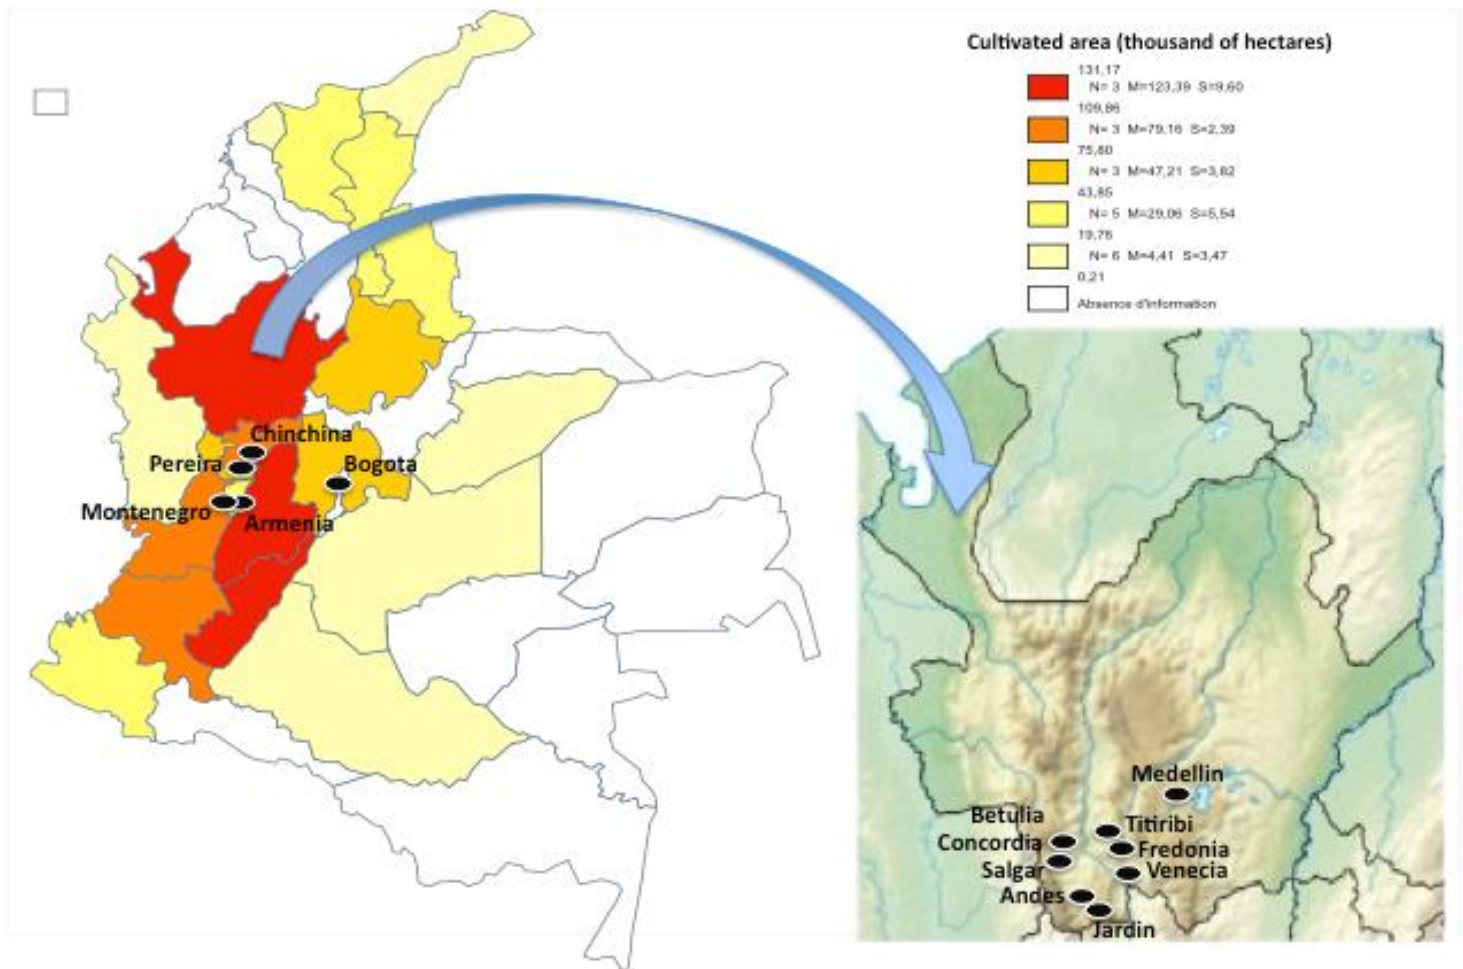 Cultivated area (thousand of hectares)
131,17
N= 3 M=123,39 S=9,60
109,86
N= 3 M=79,16 S=2,39
75,80
N= 3 M=47,21 S=3,82
43,85
N= 5 M=29,06 S=5,54
19,76
N= 6 M=4,41 S=3,47
0,21
Absence d'information
Chinchina
Pereira
Bogota
Montenegro
Armenia
Medellin
Betulia
Titiribi
Concordia
Fredonia
Salgar
Venecia
Andes
Jardin